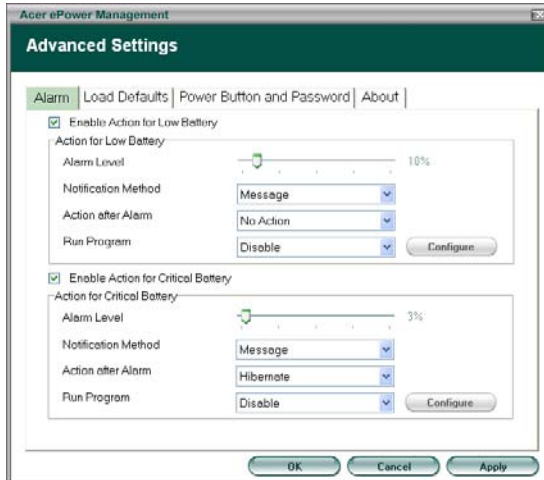 Acer ePower Management
Advanced Settings
Alarm Load Defaults Power Button and Password About
Enable Action for Low Battery
Action for Low Battery
Alarm Level 10%
Notification Method Message
Action after Alarm No Action
Run Program Disable Configure
Enable Action for Critical Battery
Action for Critical Battery
Alarm Level 3%
Notification Method Message
Action after Alarm Hibernate
Run Program Disable Configure
OK Cancel Apply